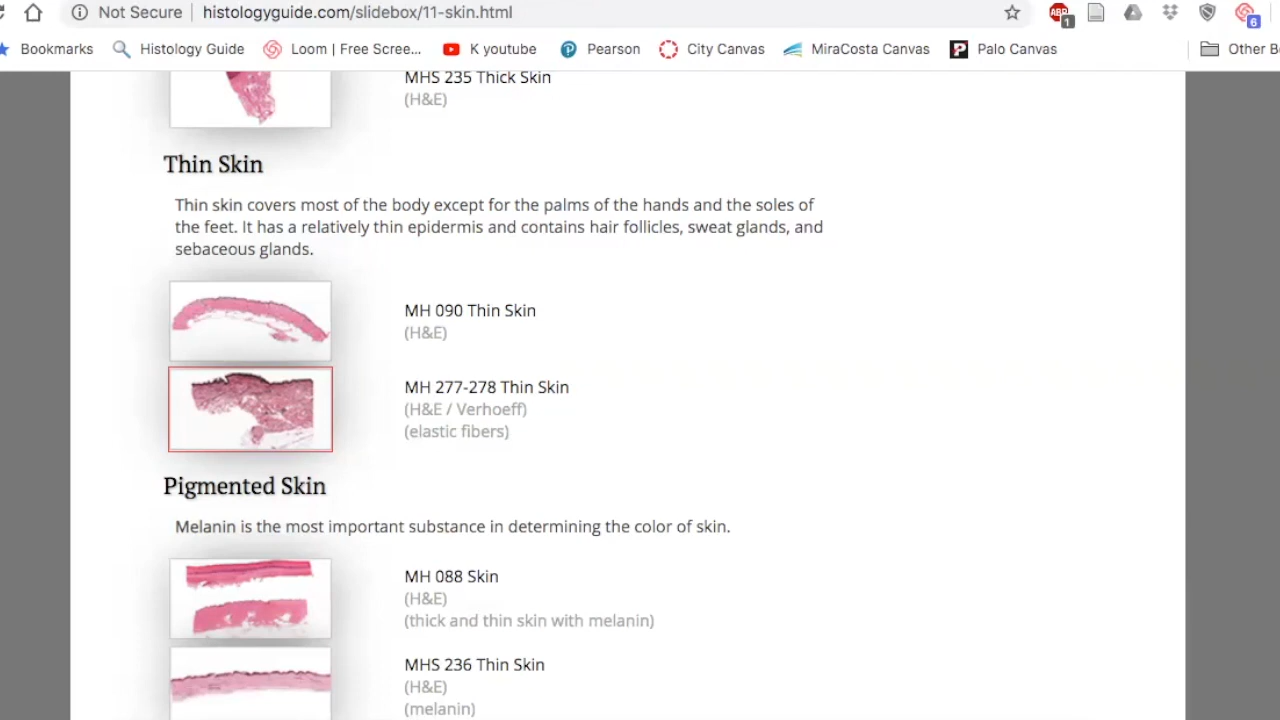 Not Secure histologyguide.com/slidebox/11-skin.html ABP 1 6
Bookmarks Histology Guide Loom | Free Scree... K youtube Pearson City Canvas MiraCosta Canvas Palo Canvas Other B
MHS 235 Thick Skin
(H&E)
Thin Skin
Thin skin covers most of the body except for the palms of the hands and the soles of
the feet. It has a relatively thin epidermis and contains hair follicles, sweat glands, and
sebaceous glands.
MH 090 Thin Skin
(H&E)
MH 277-278 Thin Skin
(H&E / Verhoeff)
(elastic fibers)
Pigmented Skin
Melanin is the most important substance in determining the color of skin.
MH 088 Skin
(H&E)
(thick and thin skin with melanin)
MHS 236 Thin Skin
(H&E)
(melanin)